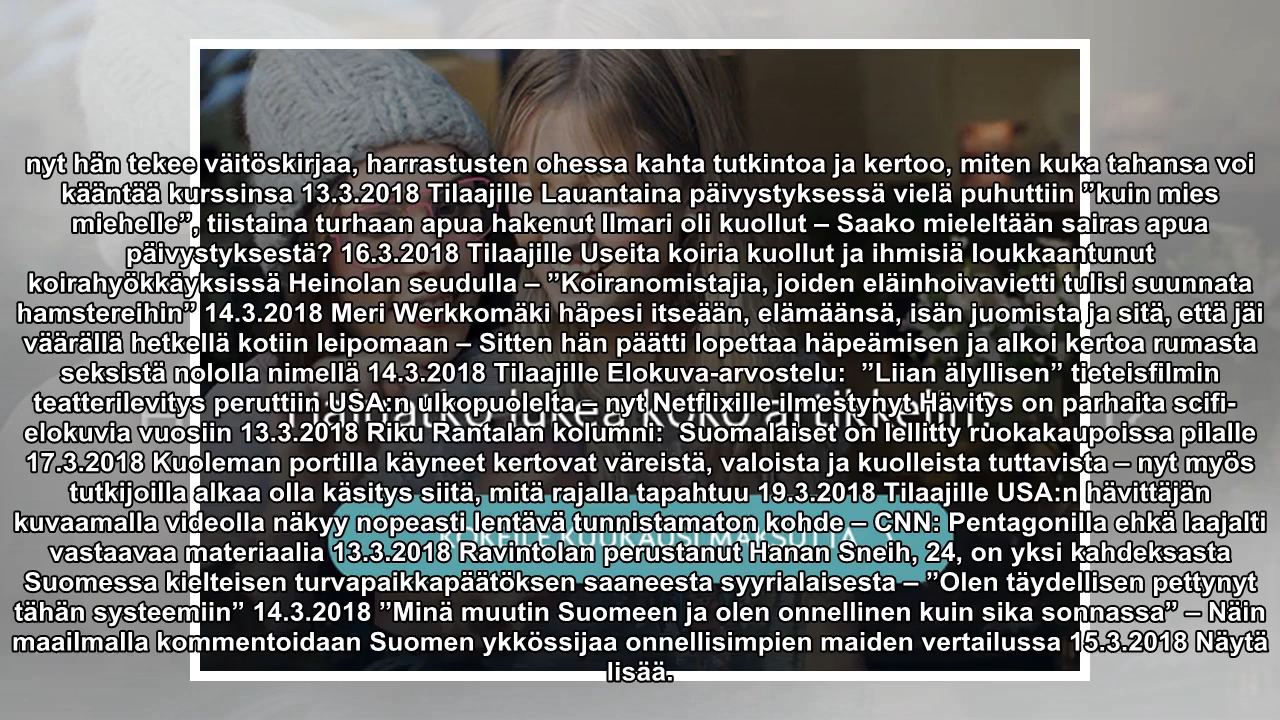 nyt hän tekee väitöskirjaa, harrastusten ohessa kahta tutkintoa ja kertoo, miten kuka tahansa voi
kääntää kurssinsa 13.3.2018 Tilaajille Lauantaina päivystyksessä vielä puhuttiin ”kuin mies
miehelle”, tiistaina turhaan apua hakenut Ilmari oli kuollut – Saako mieleltään sairas apua
päivystyksestä? 16.3.2018 Tilaajille Useita koiria kuollut ja ihmisiä loukkaantunut
koirahyökkäyksissä Heinolan seudulla – ”Koiranomistajia, joiden eläinhoivavietti tulisi suunnata
hamstereihin” 14.3.2018 Meri Werkkomäki häpesi itseään, elämäänsä, isän juomista ja sitä, että jäi
väärällä hetkellä kotiin leipomaan – Sitten hän päätti lopettaa häpeämisen ja alkoi kertoa rumasta
seksistä nololla nimellä 14.3.2018 Tilaajille Elokuva-arvostelu:  ”Liian älyllisen” tieteisfilmin
teatterilevitys peruttiin USA:n ulkopuolelta – nyt Netflixille ilmestynyt Hävitys on parhaita scifi-
elokuvia vuosiin 13.3.2018 Riku Rantalan kolumni:  Suomalaiset on lellitty ruokakaupoissa pilalle
17.3.2018 Kuoleman portilla käyneet kertovat väreistä, valoista ja kuolleista tuttavista – nyt myös
tutkijoilla alkaa olla käsitys siitä, mitä rajalla tapahtuu 19.3.2018 Tilaajille USA:n hävittäjän
kuvaamalla videolla näkyy nopeasti lentävä tunnistamaton kohde – CNN: Pentagonilla ehkä laajalti
KOKEILE KUUKAUSI MAKSUTTA
vastaavaa materiaalia 13.3.2018 Ravintolan perustanut Hanan Sneih, 24, on yksi kahdeksasta
Suomessa kielteisen turvapaikkapäätöksen saaneesta syyrialaisesta – ”Olen täydellisen pettynyt
tähän systeemiin” 14.3.2018 ”Minä muutin Suomeen ja olen onnellinen kuin sika sonnassa” – Näin
maailmalla kommentoidaan Suomen ykkössijaa onnellisimpien maiden vertailussa 15.3.2018 Näytä
lisää.